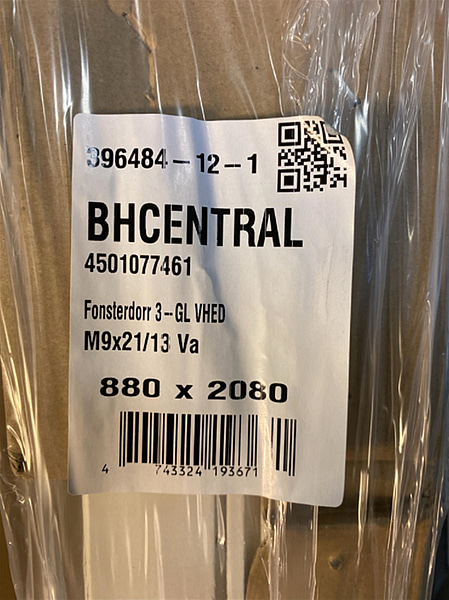 396484-12-1
BHCENTRAL
4501077461
Fonsterdorr 3-GL VHED
M9x21/13 Va
880 x 2080
4 743324 193671